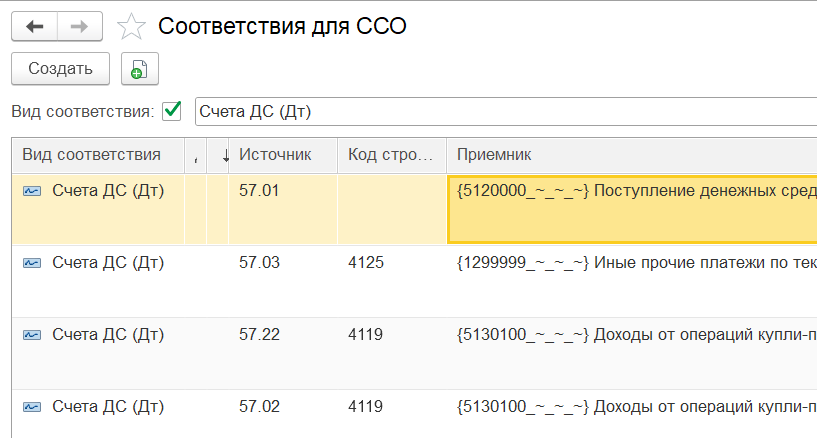 Соответствия для ССО
Создать
Вид соответствия: Счета ДС (Дт)
Вид соответствия Источник Код стро... Приемник
Счета ДС (Дт) 57.01 {5120000_~_~_~} Поступление денежных сред
Счета ДС (Дт) 57.03 4125 {1299999_~_~_~} Иные прочие платежи по тек
Счета ДС (Дт) 57.22 4119 {5130100_~_~_~} Доходы от операций купли-п
Счета ДС (Дт) 57.02 4119 {5130100_~_~_~} Доходы от операций купли-п